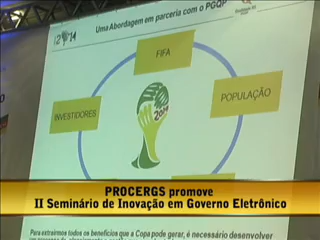 Uma Abordagem em parceria com o PGQP
FIFA
INVESTIDORES
POPULAÇÃO
2014
PROCERGS promove
II Seminário de Inovação em Governo Eletrônico
Para extrairmos todos os benefícios que a Copa pode gerar, é necessário desenvolver